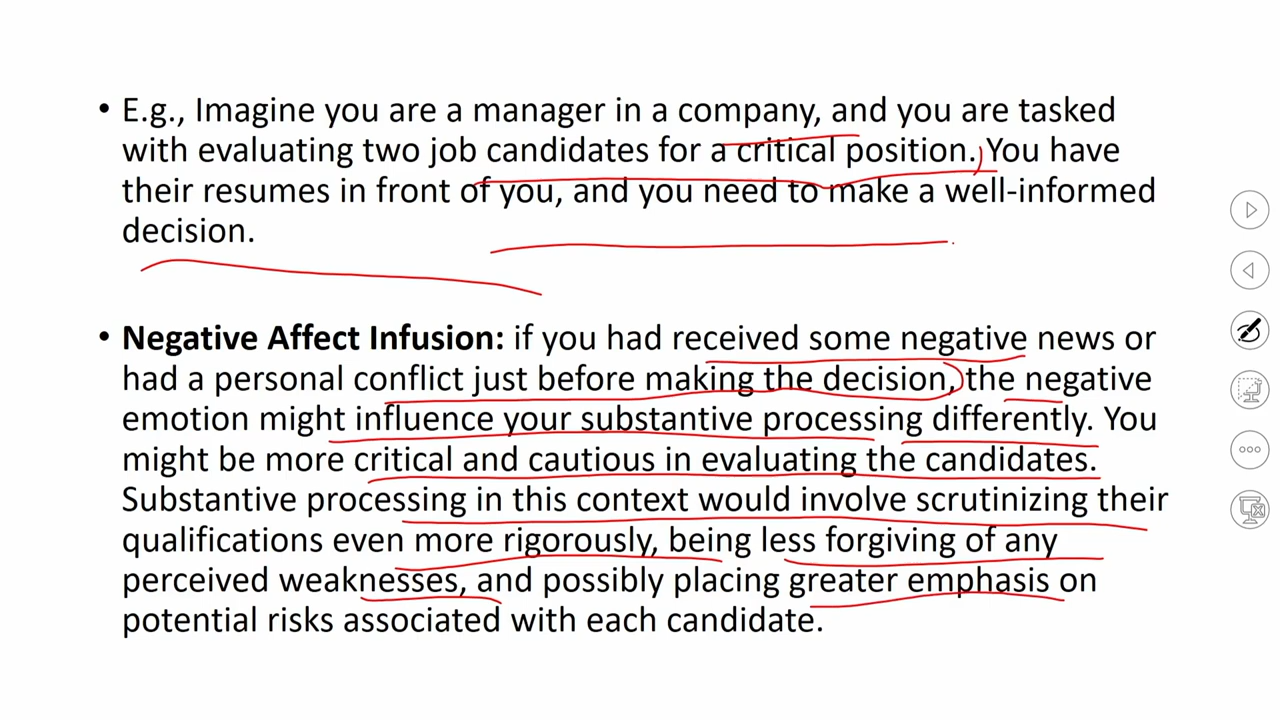 • E.g., Imagine you are a manager in a company, and you are tasked
with evaluating two job candidates for a critical position. You have
their resumes in front of you, and you need to make a well-informed
decision.
• Negative Affect Infusion: if you had received some negative news or
had a personal conflict just before making the decision, the negative
emotion might influence your substantive processing differently. You
might be more critical and cautious in evaluating the candidates.
Substantive processing in this context would involve scrutinizing their
qualifications even more rigorously, being less forgiving of any
perceived weaknesses, and possibly placing greater emphasis on
potential risks associated with each candidate.